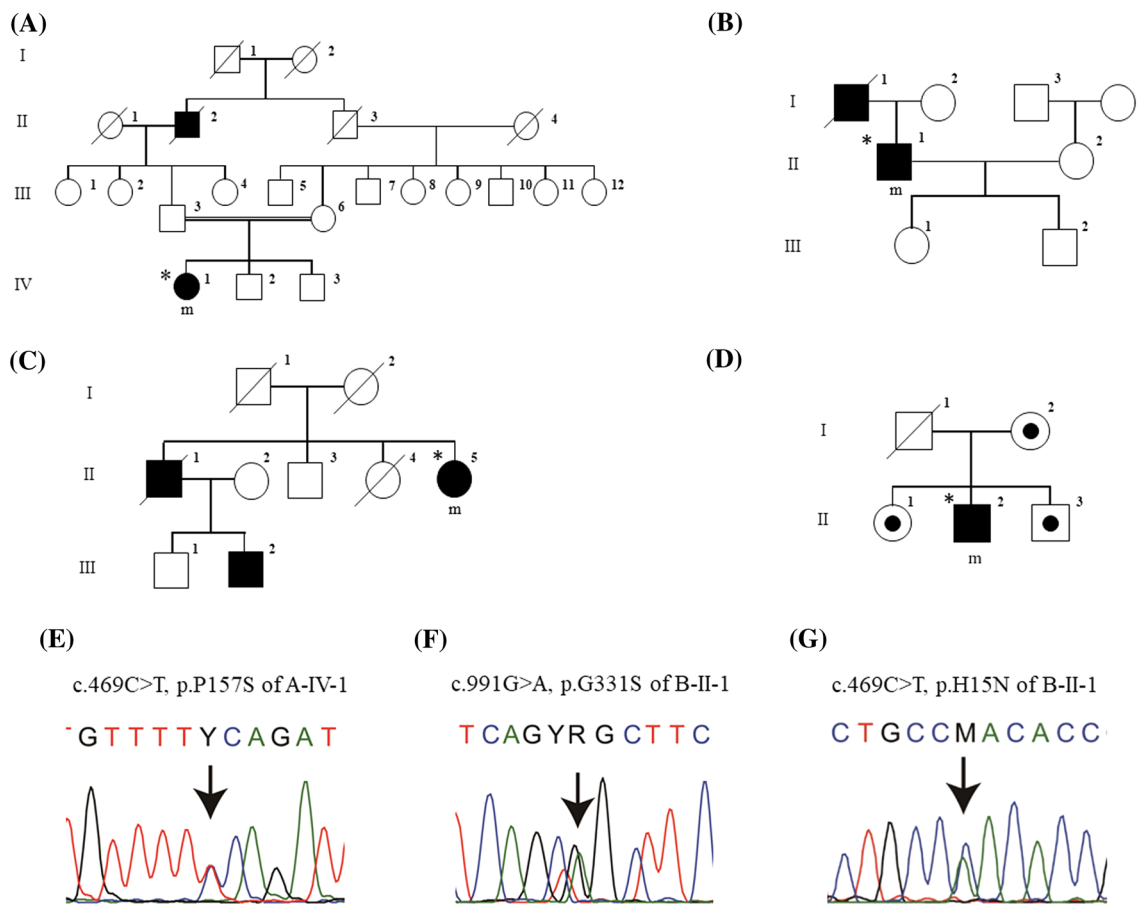 (A)
I
1
2
II
1
2
3
4
III
1
2
3
4
5
6
7
8
9
10
11
12
IV
*
1
2
3
m
(B)
I
1
2
3
II
*
1
2
m
III
1
2
(C)
I
1
2
II
1
2
3
4
*
5
m
III
1
2
(D)
I
1
2
II
1
*
2
3
m
(E)
c.469C>T, p.P157S of A-IV-1
GTTTTYCAGAT
(F)
c.991G>A, p.G331S of B-II-1
TCAGYRGCTTC
(G)
c.469C>T, p.H15N of B-II-1
CTGCCMACACC